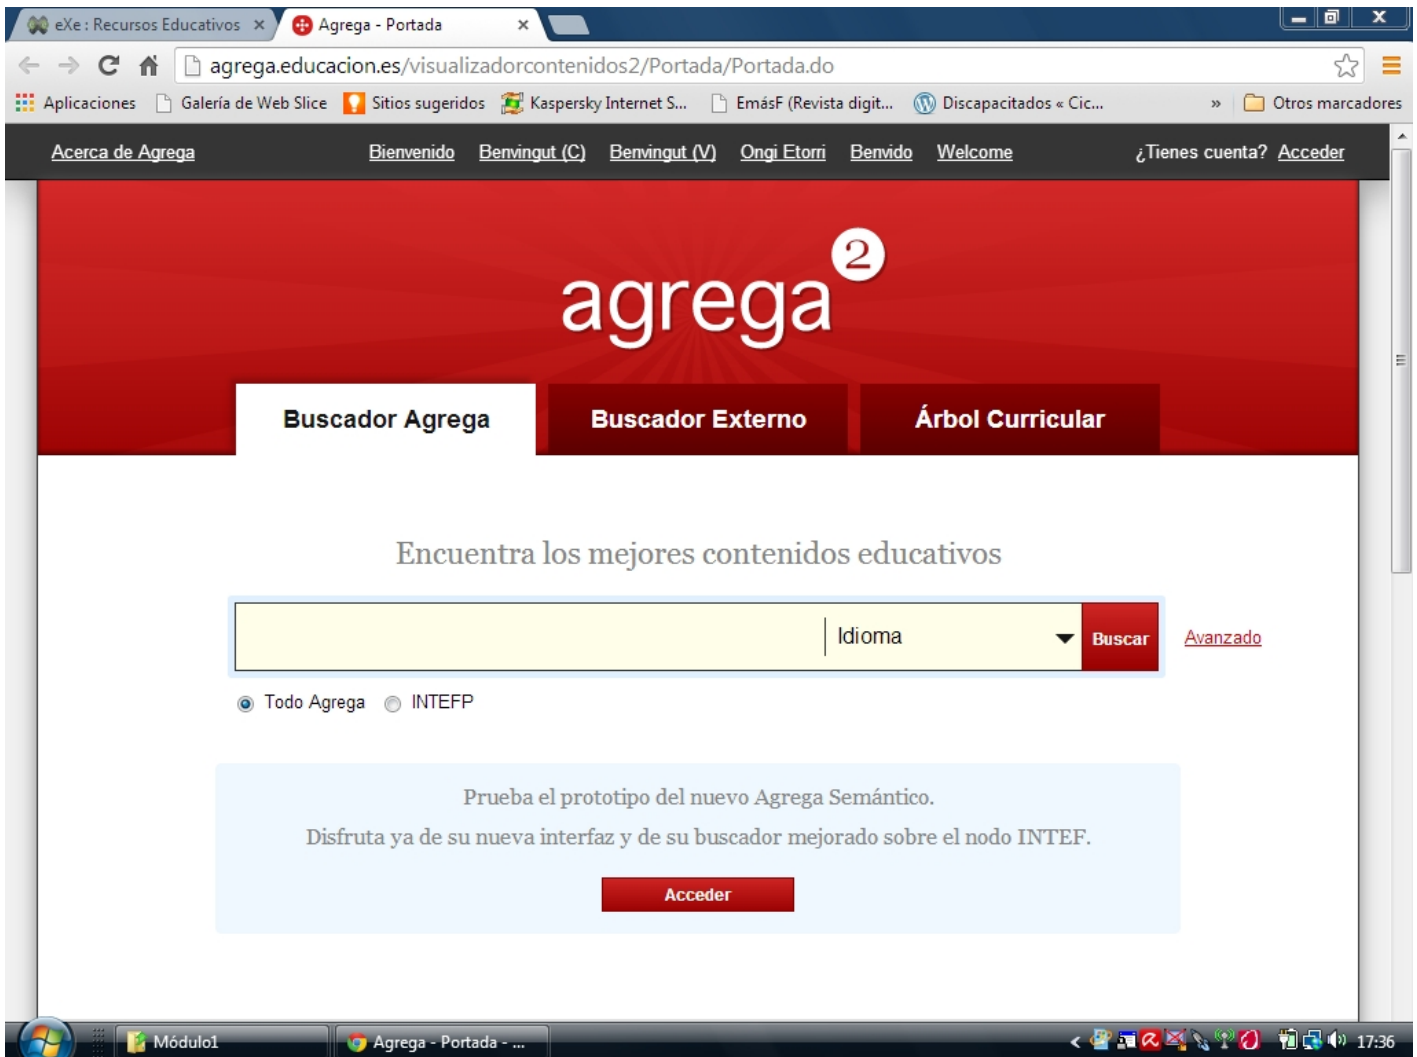 eXe : Recursos Educativos
Agrega - Portada
agrega.educacion.es/visualizadorcontenidos2/Portada/Portada.do
Aplicaciones Galería de Web Slice Sitios sugeridos Kaspersky Internet S... EmásF (Revista digit... Discapacitados « Cic... » Otros marcadores
Acerca de Agrega Bienvenido Benvingut (C) Benvingut (V) Ongi Etorri Benvido Welcome ¿Tienes cuenta? Acceder
agrega 2
Buscador Agrega Buscador Externo Árbol Curricular
Encuentra los mejores contenidos educativos
Idioma Buscar Avanzado
Todo Agrega INTEFP
Prueba el prototipo del nuevo Agrega Semántico.
Disfruta ya de su nueva interfaz y de su buscador mejorado sobre el nodo INTEF.
Acceder
Módulo1 Agrega - Portada - ... 17:36